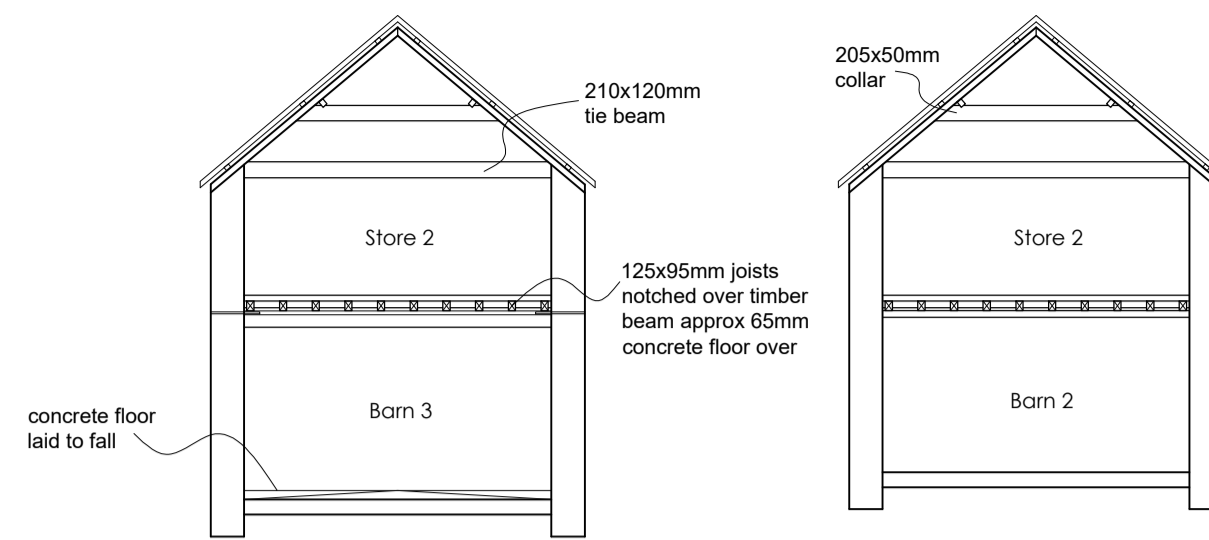 210x120mm
tie beam
Store 2
125x95mm joists
notched over timber
beam approx 65mm
concrete floor over
Barn 3
concrete floor
laid to fall
205x50mm
collar
Store 2
Barn 2